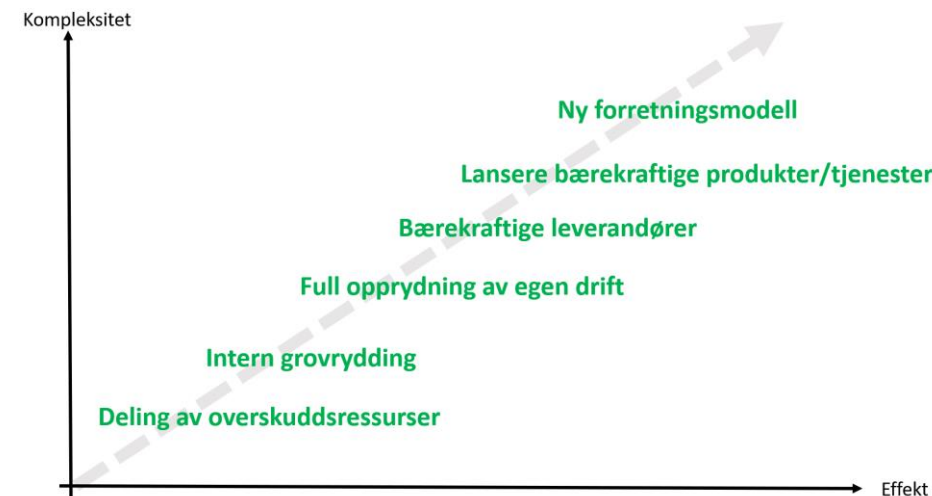 Kompleksitet
Ny forretningsmodell
Lansere bærekraftige produkter/tjenester
Bærekraftige leverandører
Full opprydning av egen drift
Intern grovrydding
Deling av overskuddsressurser
Effekt